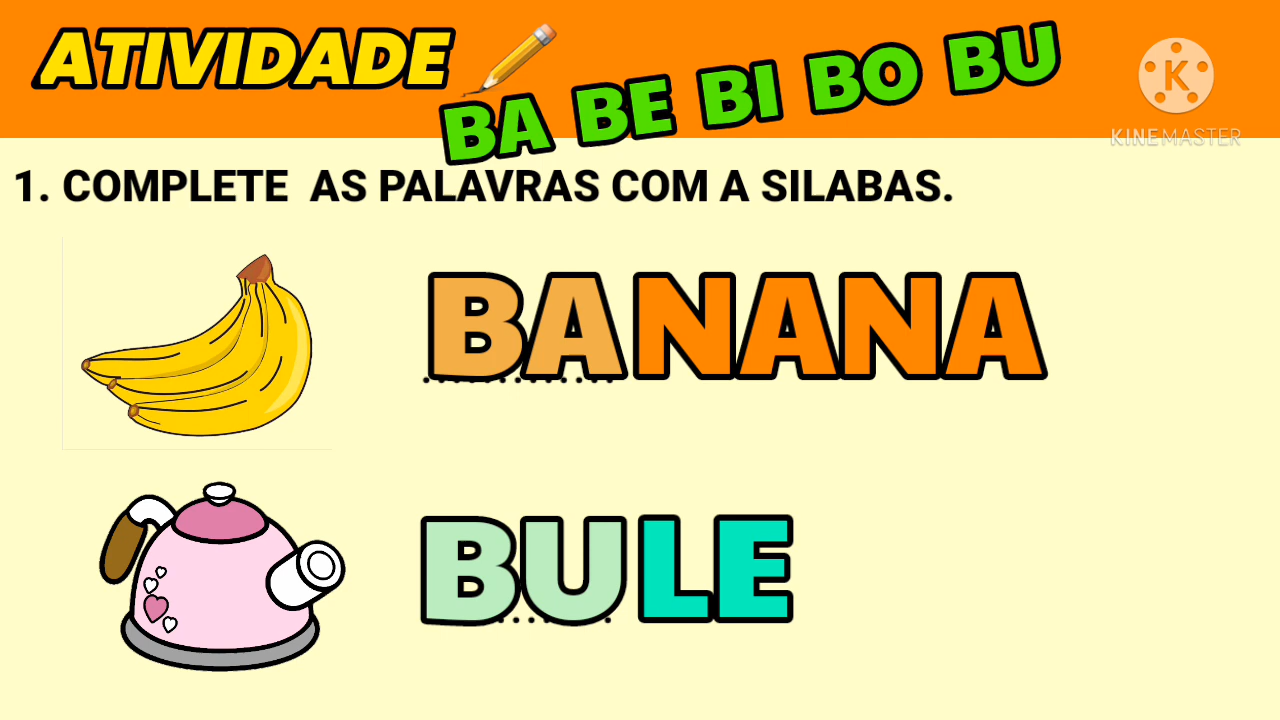 ATIVIDADE
BA BE BI BO BU
K
KINEMASTER
1. COMPLETE AS PALAVRAS COM A SILABAS.
BANANA
BULE